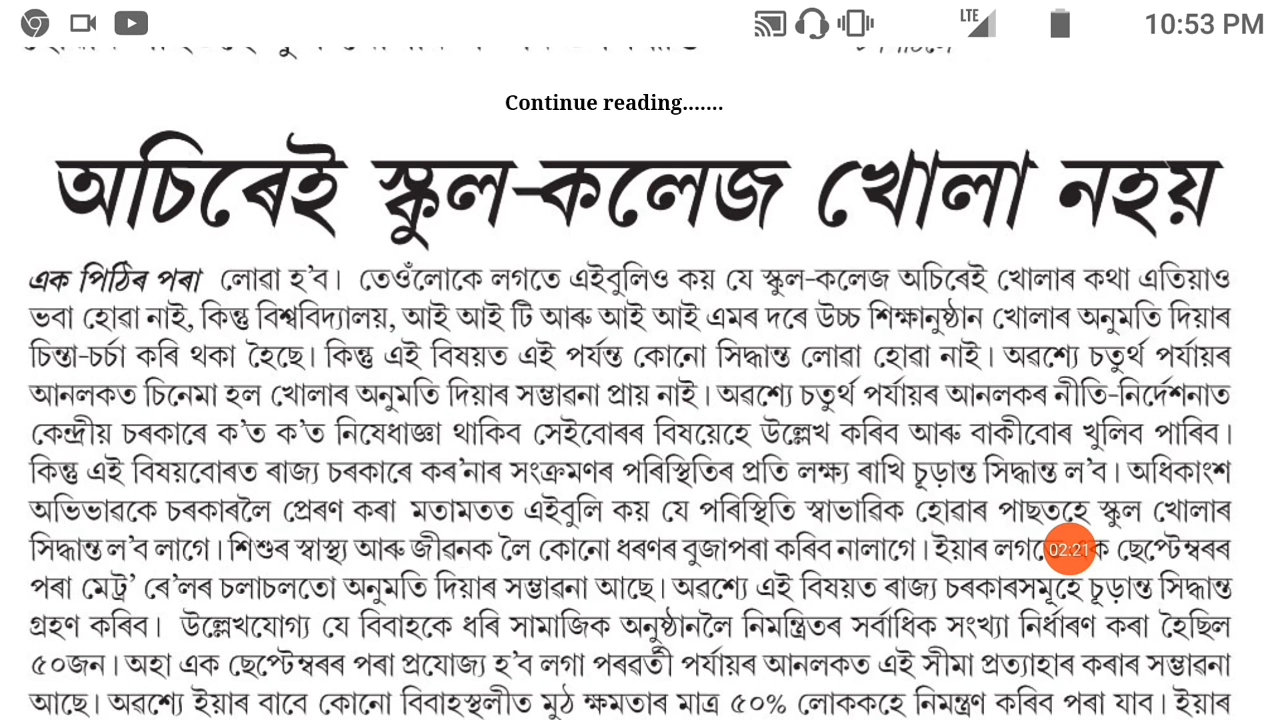 LTE 10:53 PM
Continue reading.......
অচিৰেই স্কুল-কলেজ খোলা নহয়
এক পিঠিৰ পৰা লোৱা হ'ব। তেওঁলোকে লগতে এইবুলিও কয় যে স্কুল-কলেজ অচিৰেই খোলাৰ কথা এতিয়াও
ভবা হোৱা নাই, কিন্তু বিশ্ববিদ্যালয়, আই আই টি আৰু আই আই এমৰ দৰে উচ্চ শিক্ষানুষ্ঠান খোলাৰ অনুমতি দিয়াৰ
চিন্তা-চৰ্চা কৰি থকা হৈছে। কিন্তু এই বিষয়ত এই পৰ্যন্ত কোনো সিদ্ধান্ত লোৱা হোৱা নাই। অৱশ্যে চতুৰ্থ পৰ্যায়ৰ
আনলকত চিনেমা হল খোলাৰ অনুমতি দিয়াৰ সম্ভাৱনা প্ৰায় নাই। অৱশ্যে চতুৰ্থ পৰ্যায়ৰ আনলকৰ নীতি-নিৰ্দেশনাত
কেন্দ্ৰীয় চৰকাৰে ক'ত ক'ত নিষেধাজ্ঞা থাকিব সেইবোৰৰ বিষয়েহে উল্লেখ কৰিব আৰু বাকীবোৰ খুলিব পাৰিব।
কিন্তু এই বিষয়বোৰত ৰাজ্য চৰকাৰে কৰ'নাৰ সংক্ৰমণৰ পৰিস্থিতিৰ প্ৰতি লক্ষ্য ৰাখি চূড়ান্ত সিদ্ধান্ত ল'ব। অধিকাংশ
অভিভাৱকে চৰকাৰলৈ প্ৰেৰণ কৰা মতামতত এইবুলি কয় যে পৰিস্থিতি স্বাভাৱিক হোৱাৰ পাছতহে স্কুল খোলাৰ
সিদ্ধান্ত ল'ব লাগে। শিশুৰ স্বাস্থ্য আৰু জীৱনক লৈ কোনো ধৰণৰ বুজাপৰা কৰিব নালাগে। ইয়াৰ 02:21 ছেপ্টেম্বৰৰ
পৰা মেট্ৰ' ৰে'লৰ চলাচলতো অনুমতি দিয়াৰ সম্ভাৱনা আছে। অৱশ্যে এই বিষয়ত ৰাজ্য চৰকাৰসমূহে চূড়ান্ত সিদ্ধান্ত
গ্ৰহণ কৰিব। উল্লেখযোগ্য যে বিবাহকে ধৰি সামাজিক অনুষ্ঠানলৈ নিমন্ত্ৰিতৰ সৰ্বাধিক সংখ্যা নিৰ্ধাৰণ কৰা হৈছিল
৫০জন। অহা এক ছেপ্টেম্বৰৰ পৰা প্ৰযোজ্য হ'ব লগা পৰৱৰ্তী পৰ্যায়ৰ আনলকত এই সীমা প্ৰত্যাহাৰ কৰাৰ সম্ভাৱনা
আছে। অৱশ্যে ইয়াৰ বাবে কোনো বিবাহস্থলীত মুঠ ক্ষমতাৰ মাত্ৰ ৫০% লোককহে নিমন্ত্ৰণ কৰিব পৰা যাব। ইয়াৰ